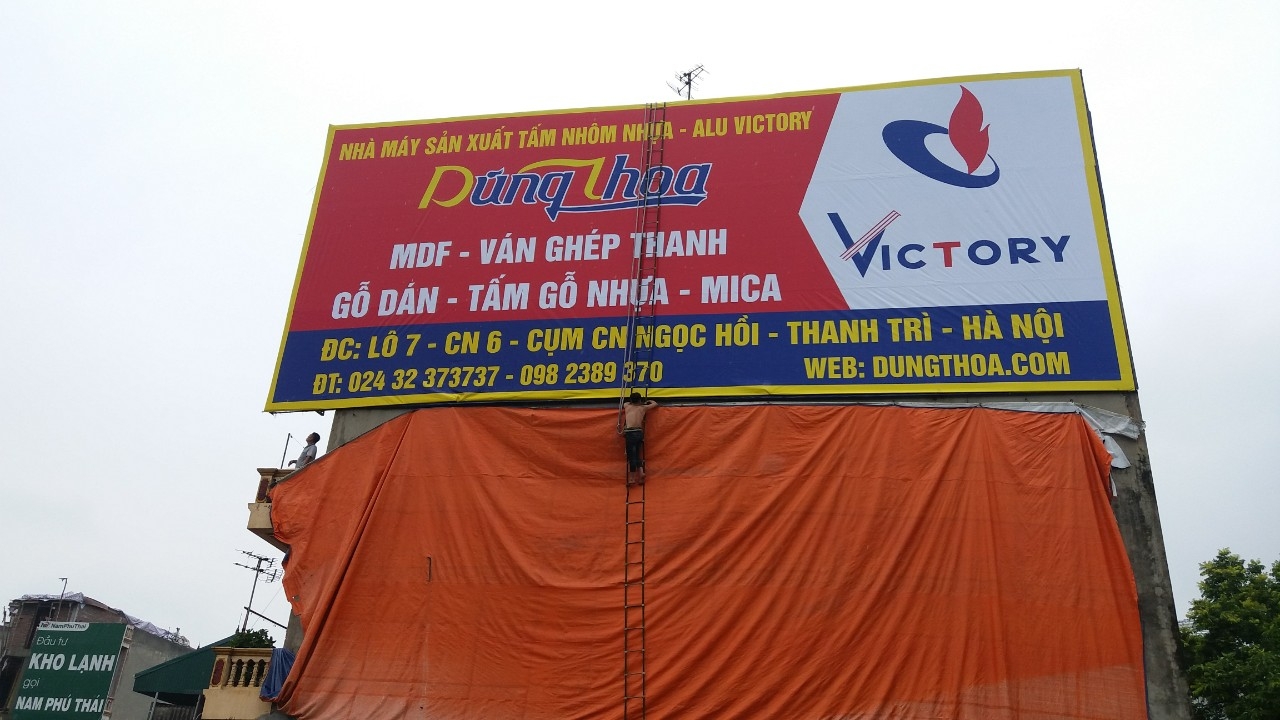 NHÀ MÁY SẢN XUẤT TẤM NHÔM NHỰA - ALU VICTORY
Dũng Thoa
MDF - VÁN GHÉP THANH
GỖ DÁN - TẤM GỖ NHỰA - MICA
VICTORY
ĐC: LÔ 7 - CN 6 - CỤM CN NGỌC HỒI - THANH TRÌ - HÀ NỘI
ĐT: 024 32 373737 - 098 2389 370
WEB: DUNGTHOA.COM
NamPhuThai
Đầu tư
KHO LẠNH
gọi
NAM PHÚ THÁI